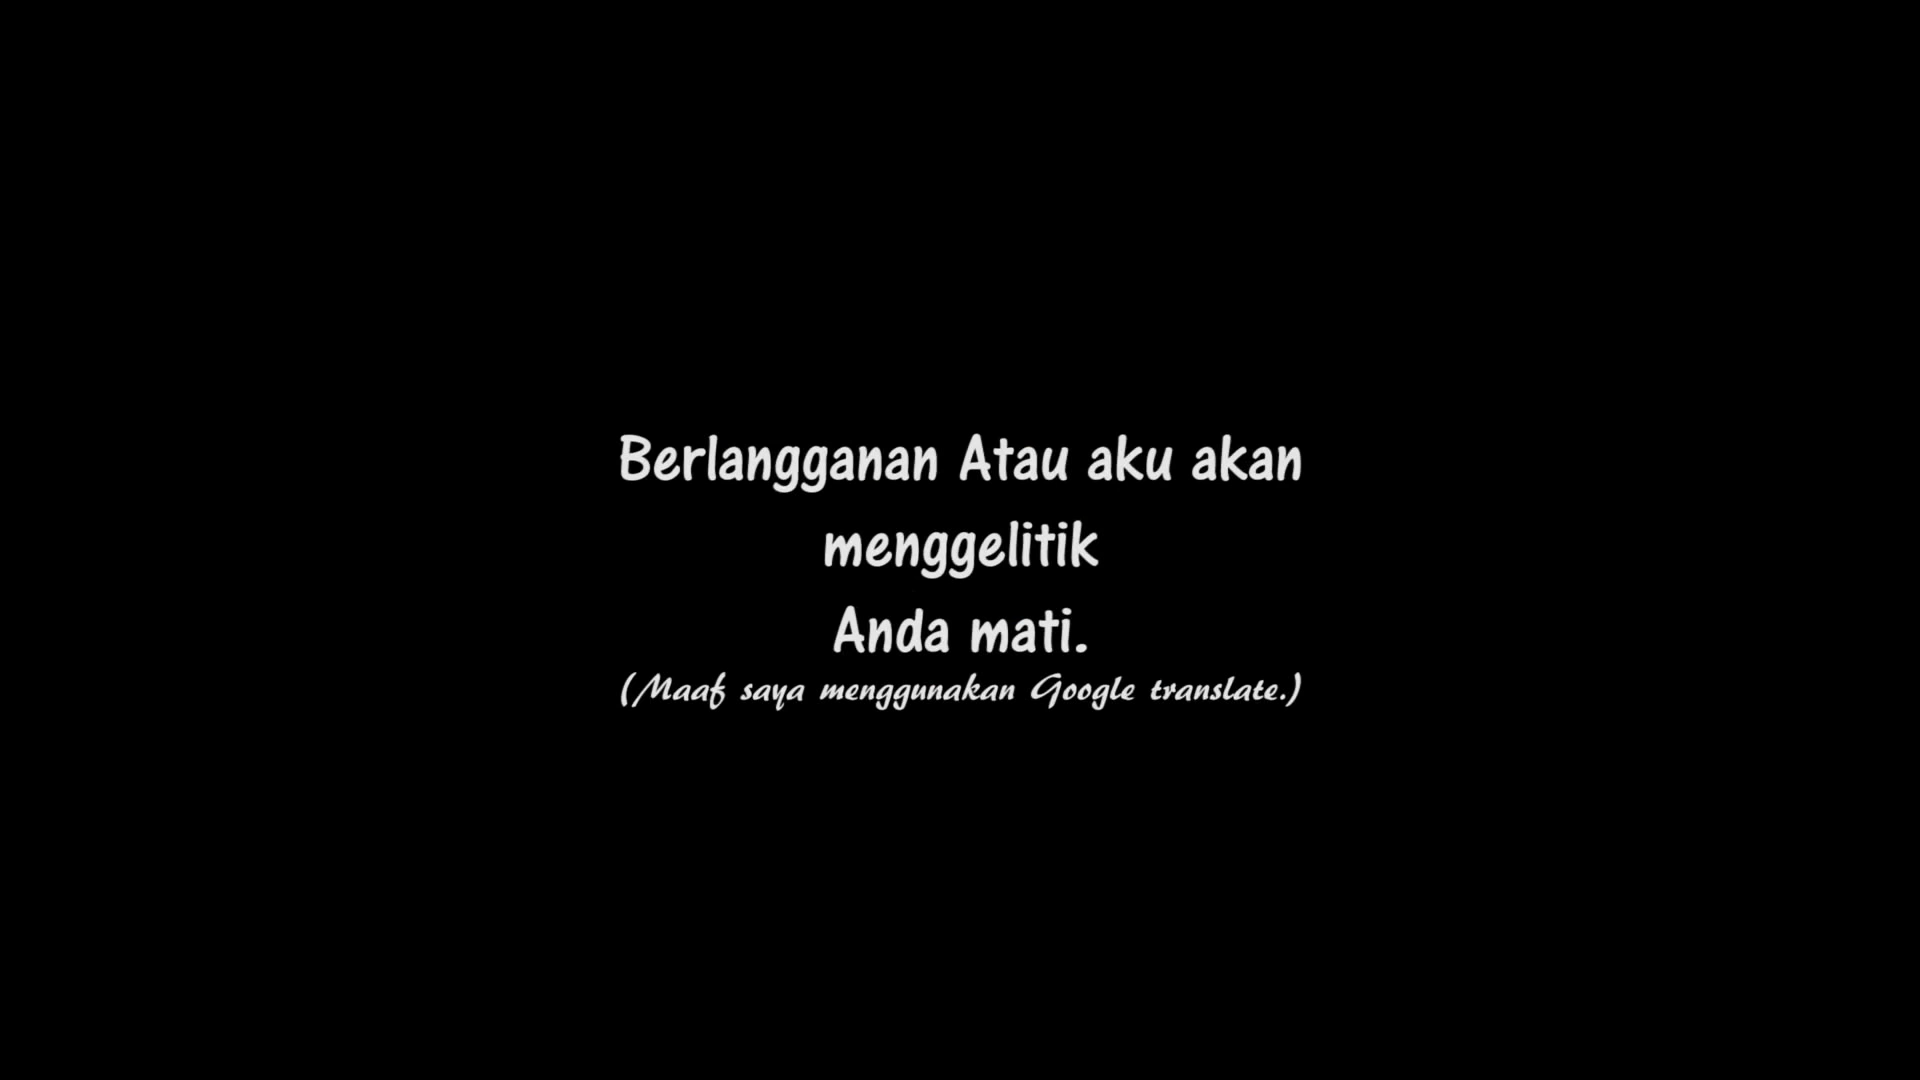 Berlangganan Atau aku akan
menggelitik
Anda mati.
(Maaf saya menggunakan Google translate.)